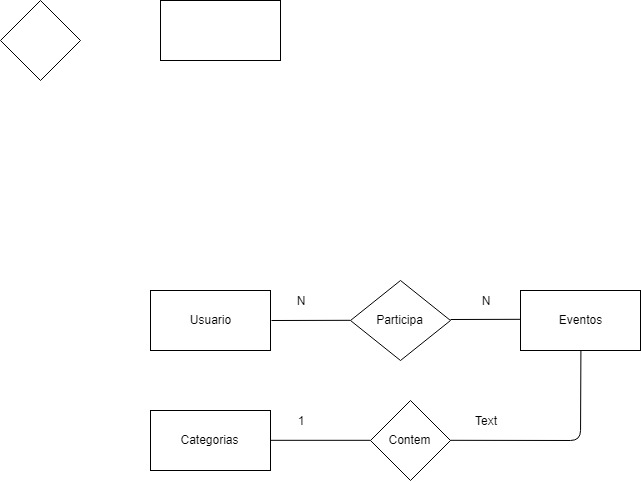 N
N
Usuario
Participa
Eventos
1
Text
Categorias
Contem